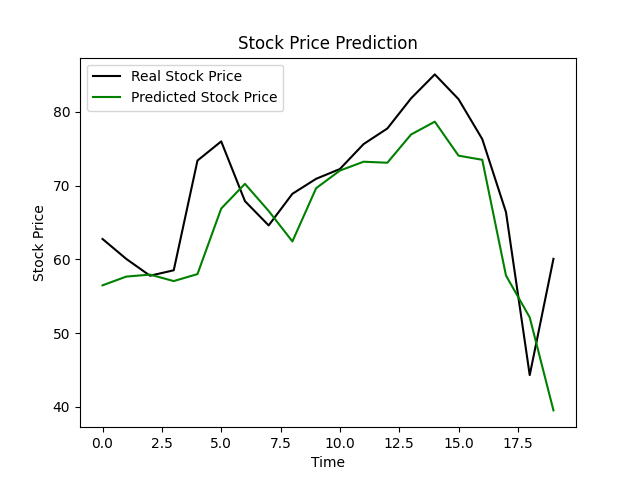 Stock Price Prediction
Real Stock Price
Predicted Stock Price
Stock Price
80
70
60
50
40
0.0 2.5 5.0 7.5 10.0 12.5 15.0 17.5
Time